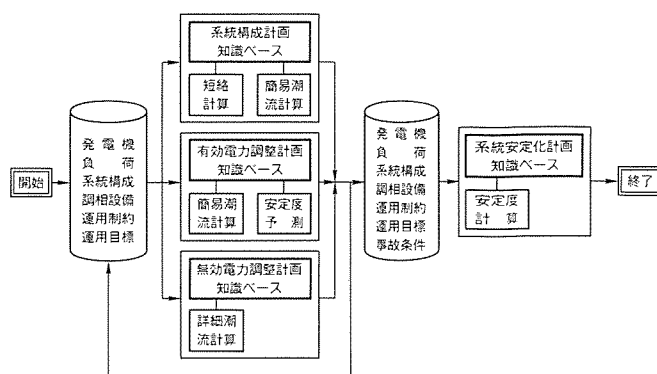 開始
発電機
負荷
系統構成
調相設備
運用制約
運用目標
系統構成計画
知識ベース
短絡
計算
簡易潮
流計算
有効電力調整計画
知識ベース
簡易潮
流計算
安定度
予測
無効電力調整計画
知識ベース
詳細潮
流計算
発電機
負荷
系統構成
調相設備
運用制約
運用目標
事故条件
系統安定化計画
知識ベース
安定度
計算
終了